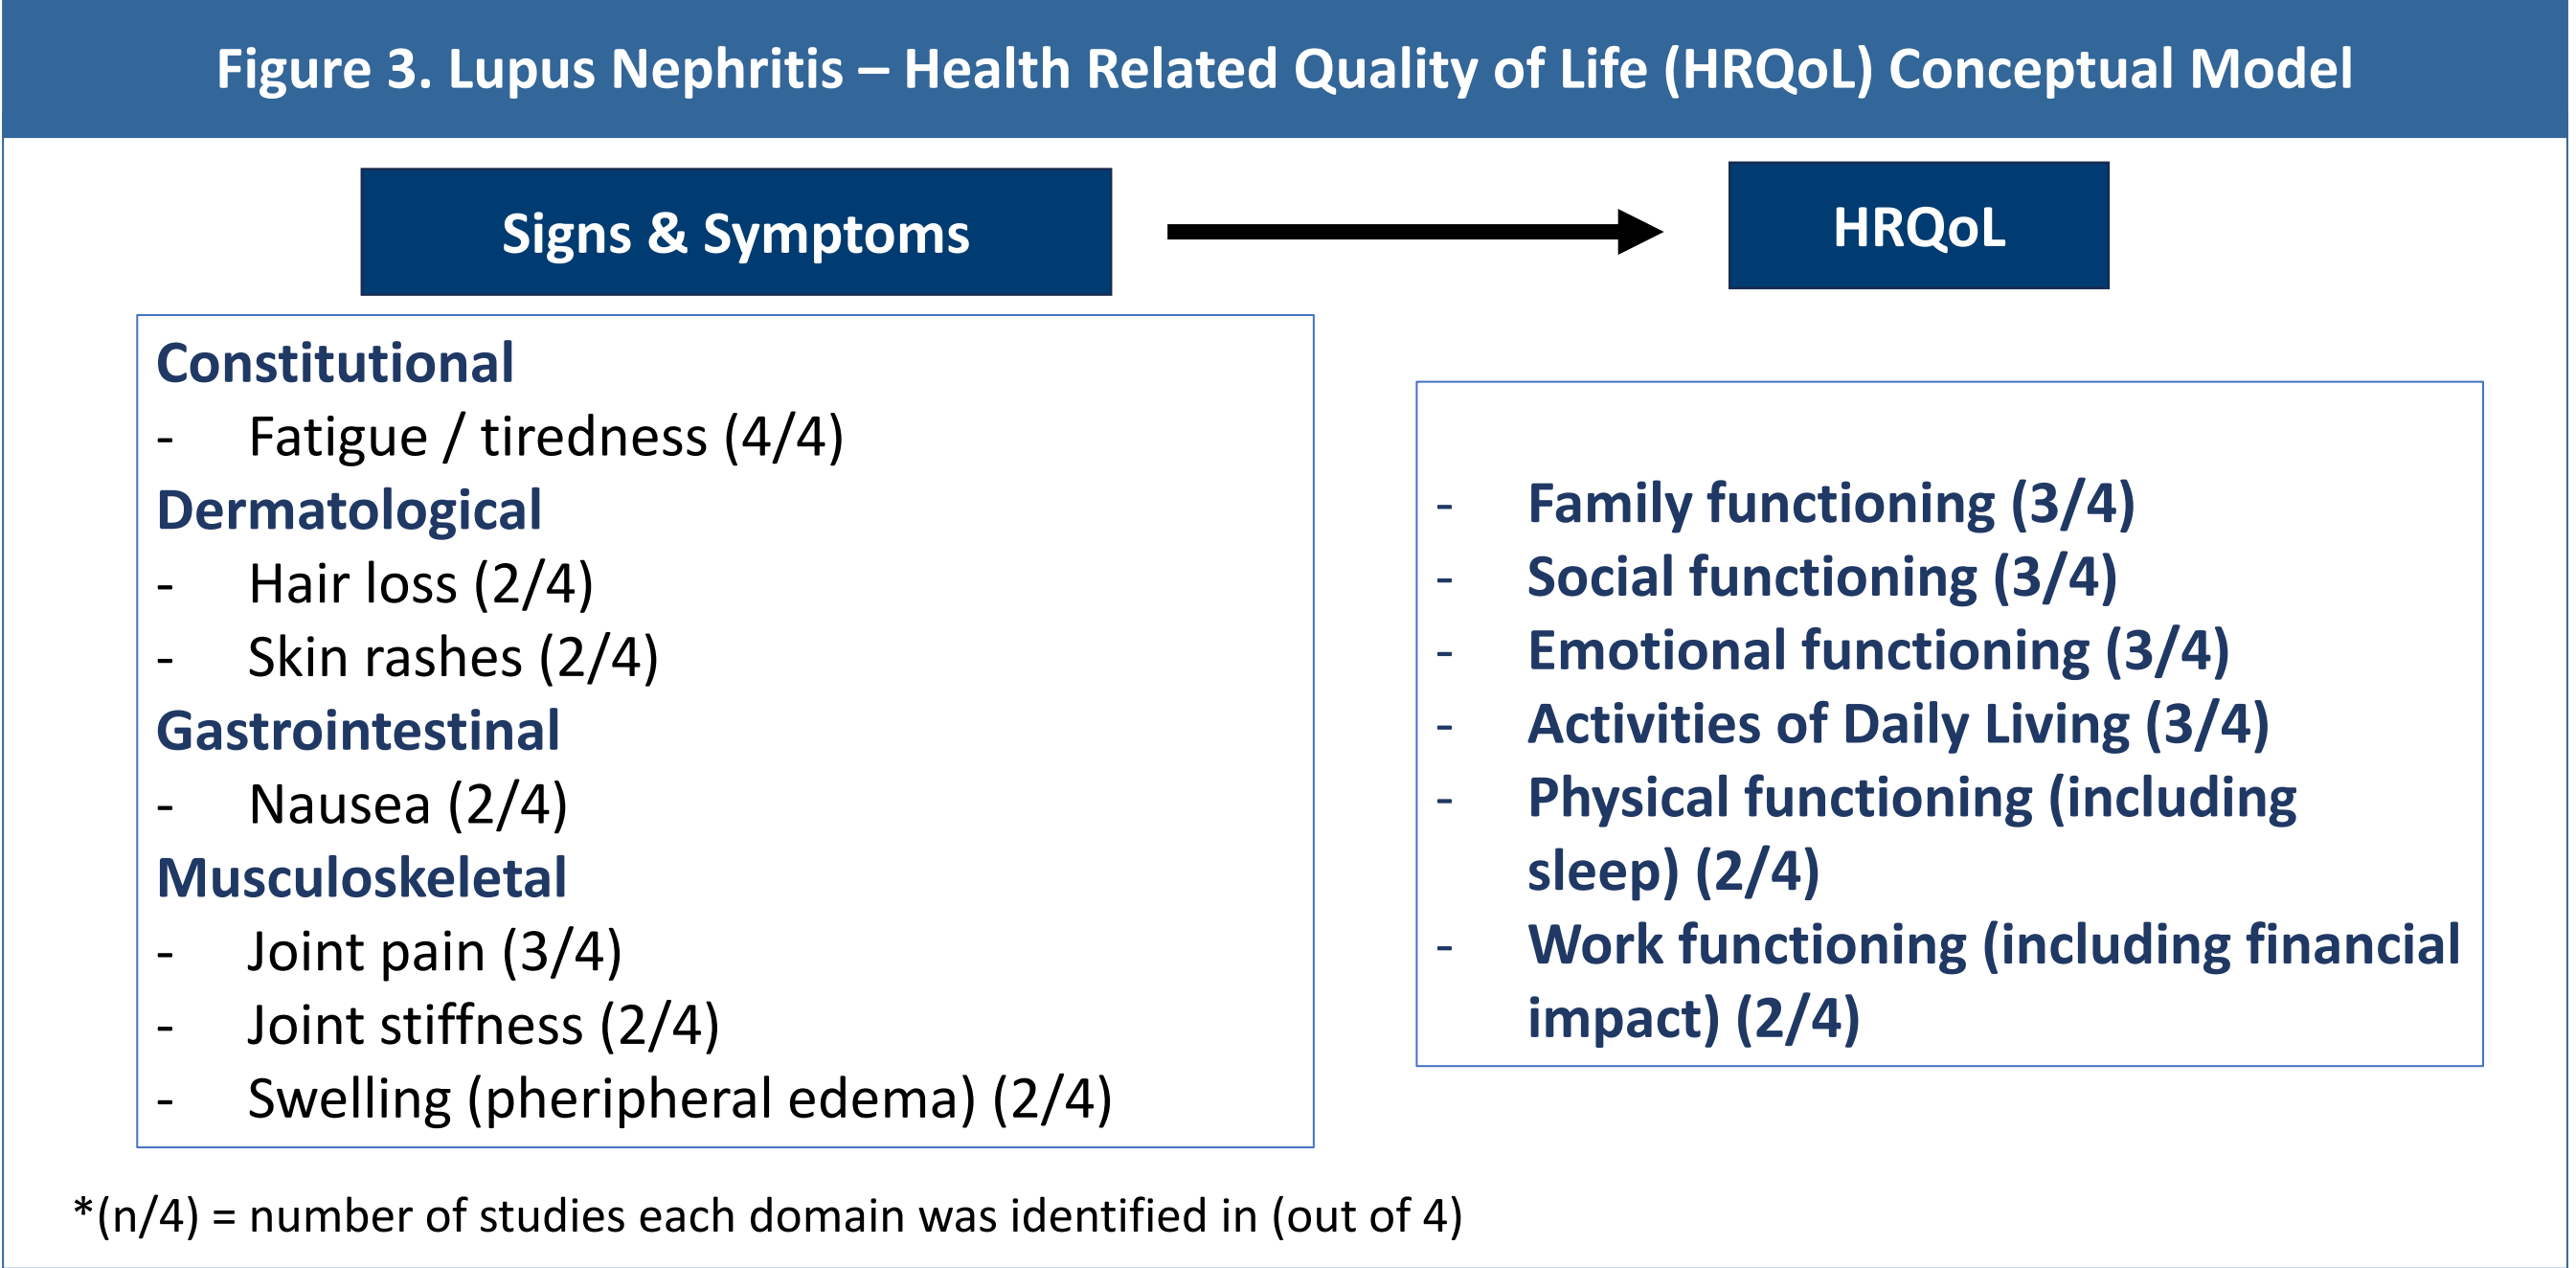 Figure 3. Lupus Nephritis – Health Related Quality of Life (HRQoL) Conceptual Model
Signs & Symptoms
HRQoL
Constitutional
- Fatigue / tiredness (4/4)
Dermatological
- Hair loss (2/4)
- Skin rashes (2/4)
Gastrointestinal
- Nausea (2/4)
Musculoskeletal
- Joint pain (3/4)
- Joint stiffness (2/4)
- Swelling (pheripheral edema) (2/4)
- Family functioning (3/4)
- Social functioning (3/4)
- Emotional functioning (3/4)
- Activities of Daily Living (3/4)
- Physical functioning (including
sleep) (2/4)
- Work functioning (including financial
impact) (2/4)
*(n/4) = number of studies each domain was identified in (out of 4)